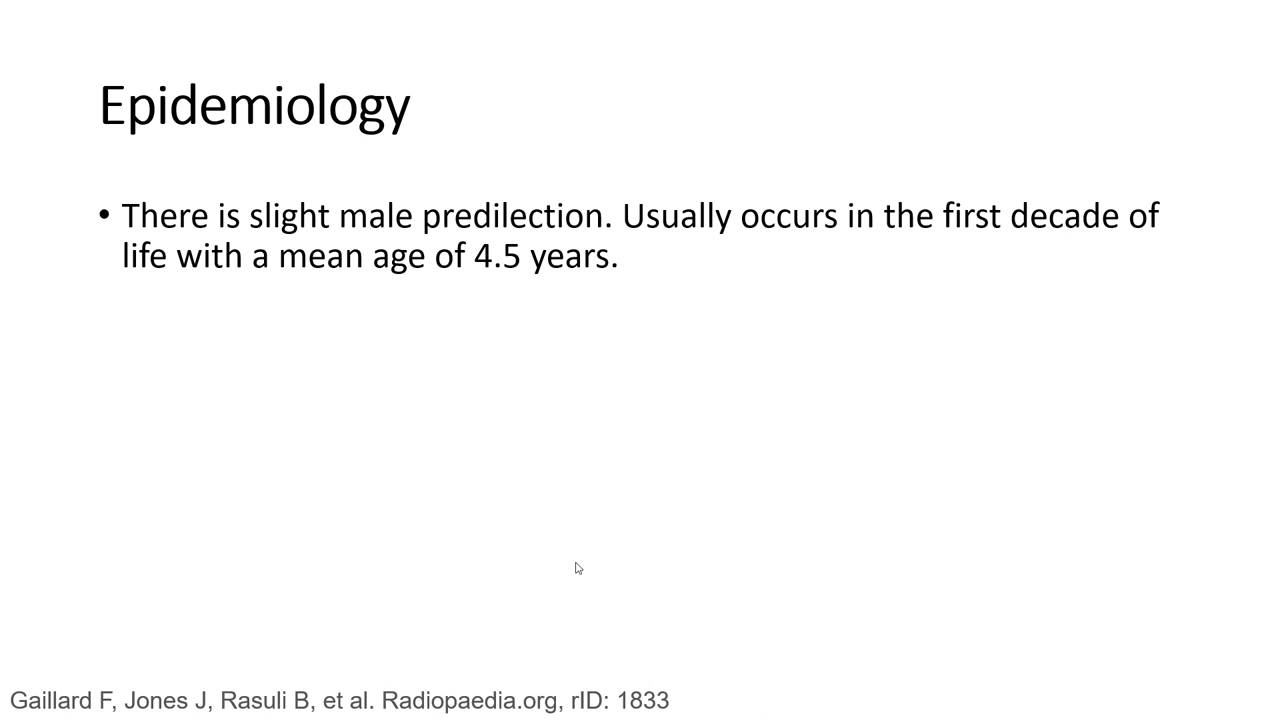 Epidemiology
• There is slight male predilection. Usually occurs in the first decade of
life with a mean age of 4.5 years.
Gaillard F, Jones J, Rasuli B, et al. Radiopaedia.org, rID: 1833